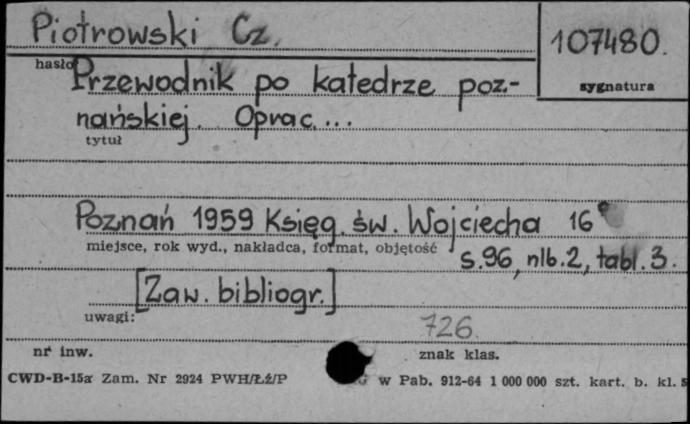 Piotrowski Cz.
107480.
hasło
sygnatura
Przewodnik po katedrze poz-
nańskiej. Oprac...
tytuł
Poznań 1959 Księg. św. Wojciecha 16°
miejsce, rok wyd., nakładca, format, objętość
s.96, nlb.2, tabl.3.
[Zaw. bibliogr.]
uwagi:
726.
nr inw.
znak klas.
CWD-B-15a Zam. Nr 2924 PWH/Łź/P w Pab. 912-64 1 000 000 szt. kart. b. kl. 5